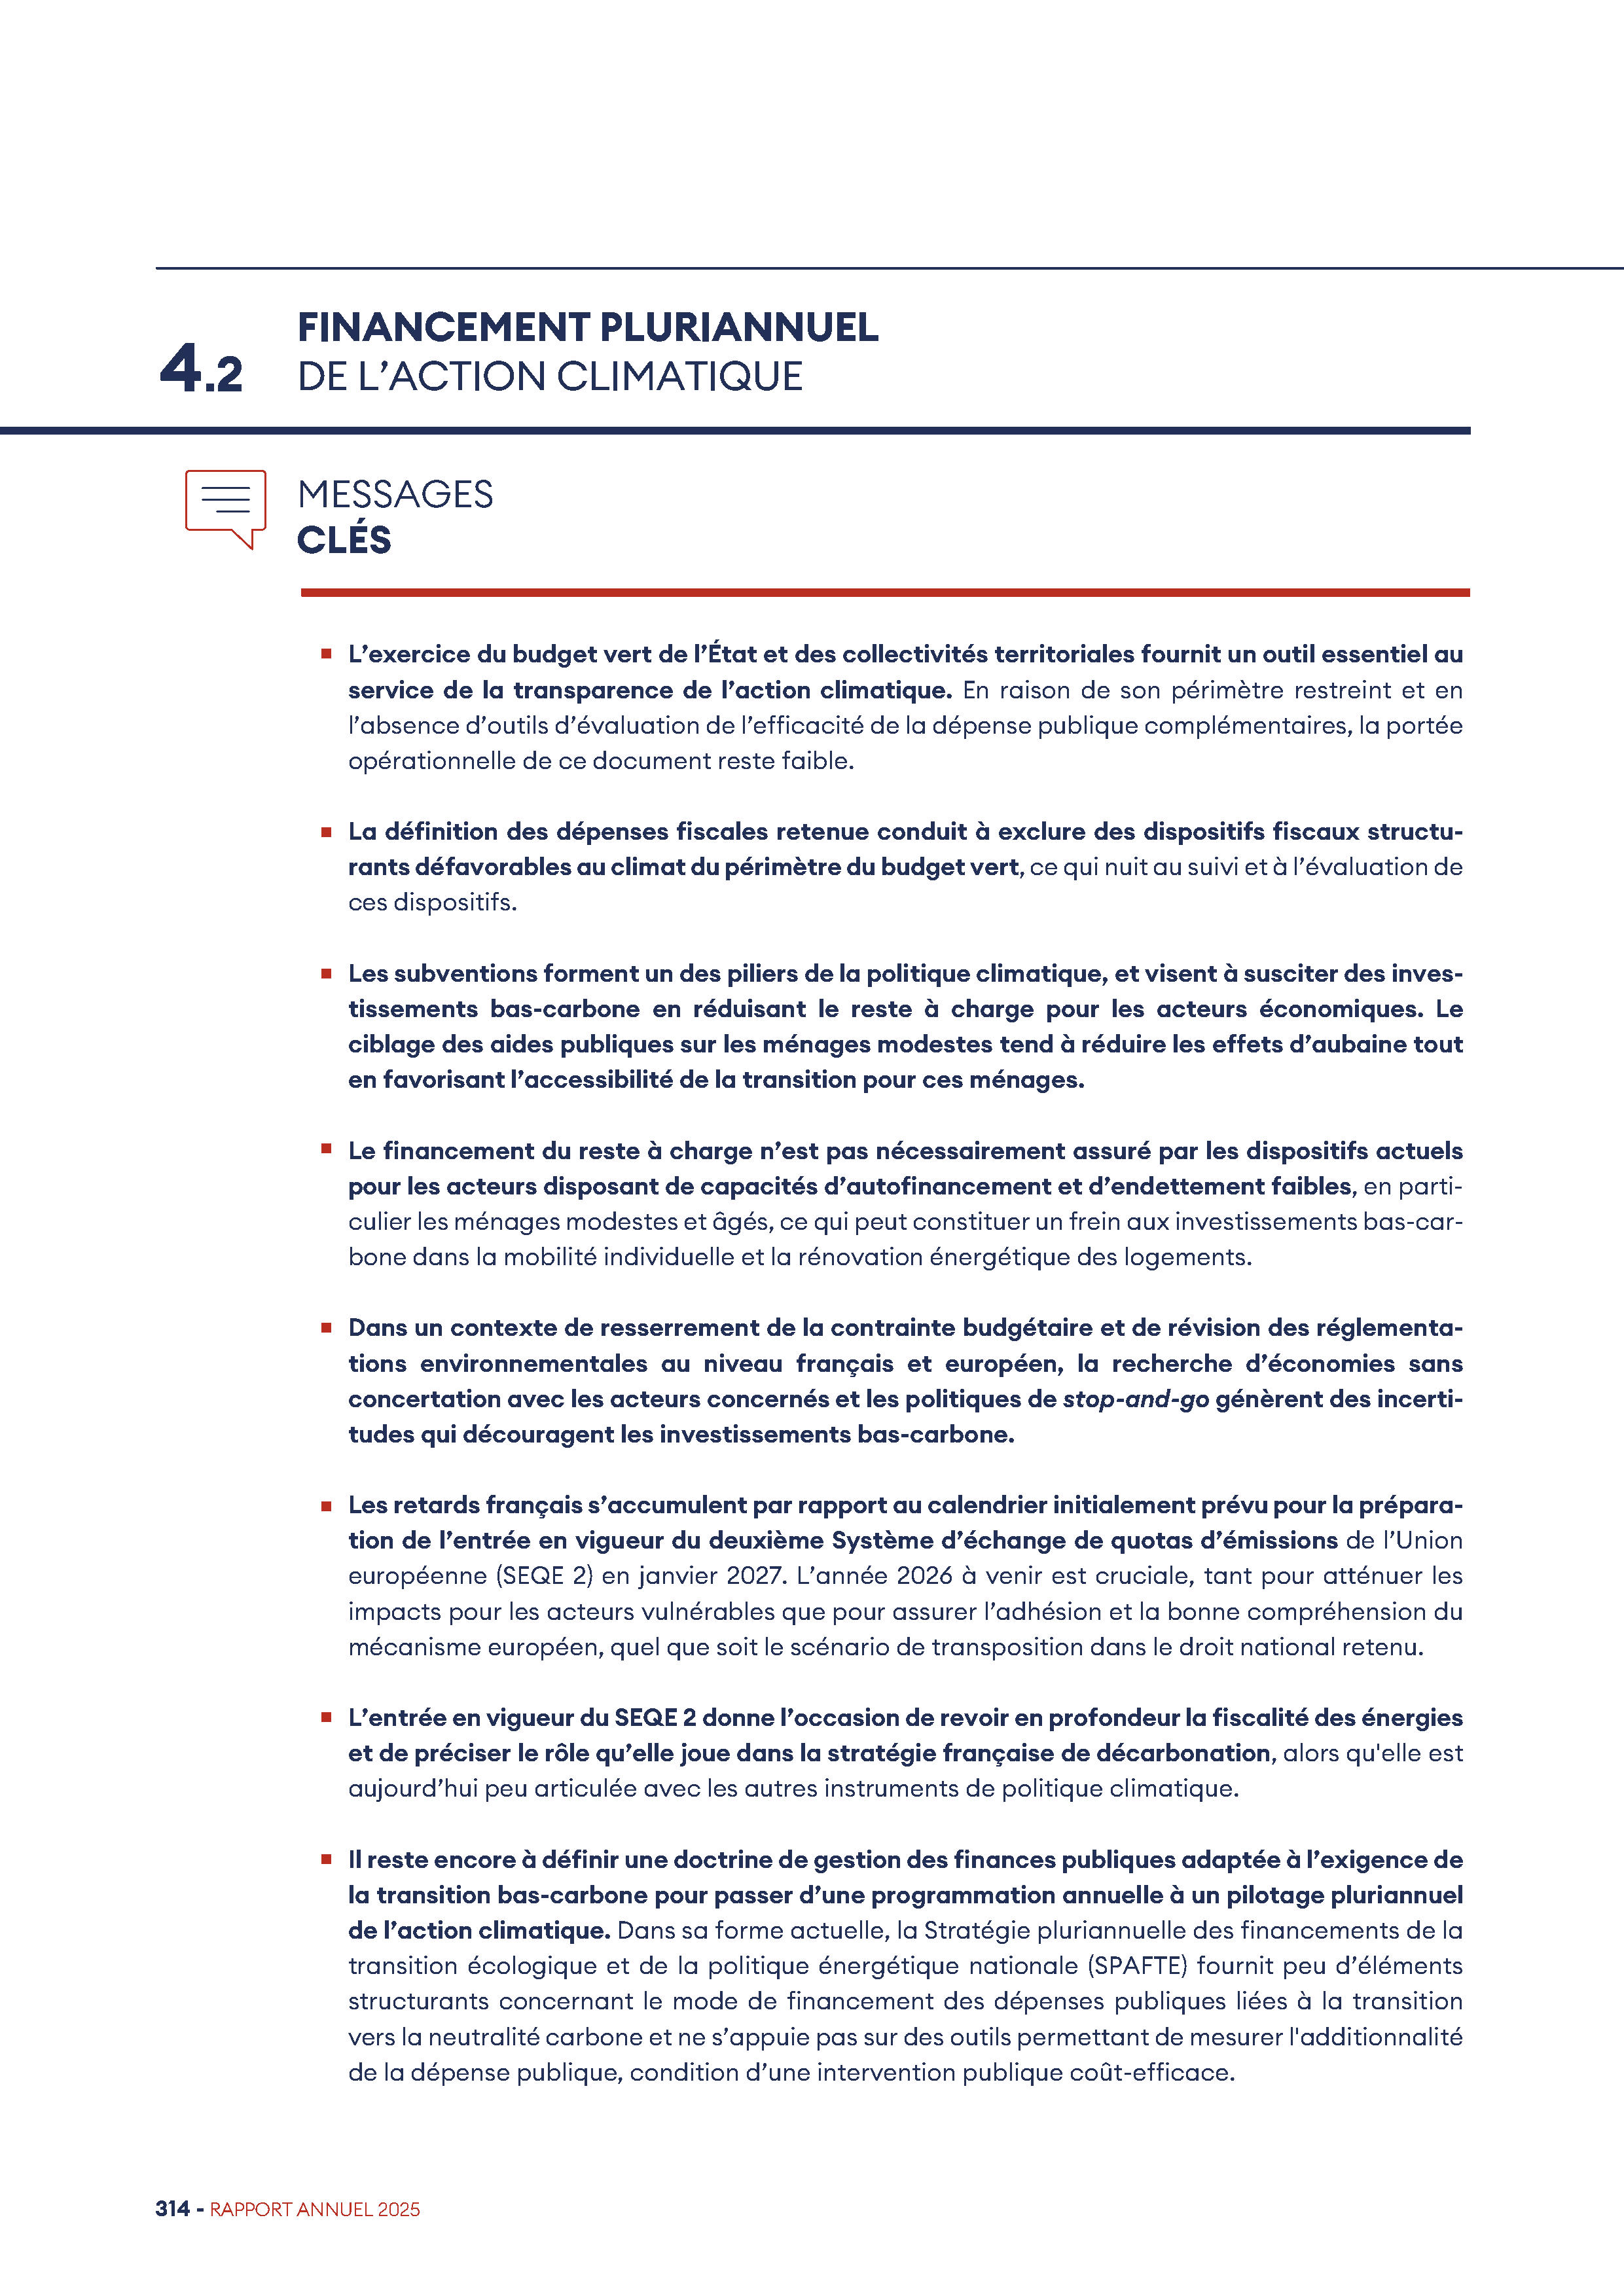 4.2
FINANCEMENT PLURIANNUEL
DE L’ACTION CLIMATIQUE
MESSAGES
CLÉS
L’exercice du budget vert de l’État et des collectivités territoriales fournit un outil essentiel au
service de la transparence de l’action climatique. En raison de son périmètre restreint et en
l’absence d’outils d’évaluation de l’efficacité de la dépense publique complémentaires, la portée
opérationnelle de ce document reste faible.
La définition des dépenses fiscales retenue conduit à exclure des dispositifs fiscaux structu-
rants défavorables au climat du périmètre du budget vert, ce qui nuit au suivi et à l’évaluation de
ces dispositifs.
Les subventions forment un des piliers de la politique climatique, et visent à susciter des inves-
tissements bas-carbone en réduisant le reste à charge pour les acteurs économiques. Le
ciblage des aides publiques sur les ménages modestes tend à réduire les effets d’aubaine tout
en favorisant l’accessibilité de la transition pour ces ménages.
Le financement du reste à charge n’est pas nécessairement assuré par les dispositifs actuels
pour les acteurs disposant de capacités d’autofinancement et d’endettement faibles, en parti-
culier les ménages modestes et âgés, ce qui peut constituer un frein aux investissements bas-car-
bone dans la mobilité individuelle et la rénovation énergétique des logements.
Dans un contexte de resserrement de la contrainte budgétaire et de révision des réglementa-
tions environnementales au niveau français et européen, la recherche d’économies sans
concertation avec les acteurs concernés et les politiques de stop-and-go génèrent des incerti-
tudes qui découragent les investissements bas-carbone.
Les retards français s’accumulent par rapport au calendrier initialement prévu pour la prépara-
tion de l’entrée en vigueur du deuxième Système d’échange de quotas d’émissions de l’Union
européenne (SEQE 2) en janvier 2027. L’année 2026 à venir est cruciale, tant pour atténuer les
impacts pour les acteurs vulnérables que pour assurer l’adhésion et la bonne compréhension du
mécanisme européen, quel que soit le scénario de transposition dans le droit national retenu.
L’entrée en vigueur du SEQE 2 donne l’occasion de revoir en profondeur la fiscalité des énergies
et de préciser le rôle qu’elle joue dans la stratégie française de décarbonation, alors qu'elle est
aujourd’hui peu articulée avec les autres instruments de politique climatique.
Il reste encore à définir une doctrine de gestion des finances publiques adaptée à l’exigence de
la transition bas-carbone pour passer d’une programmation annuelle à un pilotage pluriannuel
de l’action climatique. Dans sa forme actuelle, la Stratégie pluriannuelle des financements de la
transition écologique et de la politique énergétique nationale (SPAFTE) fournit peu d’éléments
structurants concernant le mode de financement des dépenses publiques liées à la transition
vers la neutralité carbone et ne s’appuie pas sur des outils permettant de mesurer l'additionnalité
de la dépense publique, condition d’une intervention publique coût-efficace.
314 - RAPPORT ANNUEL 2025